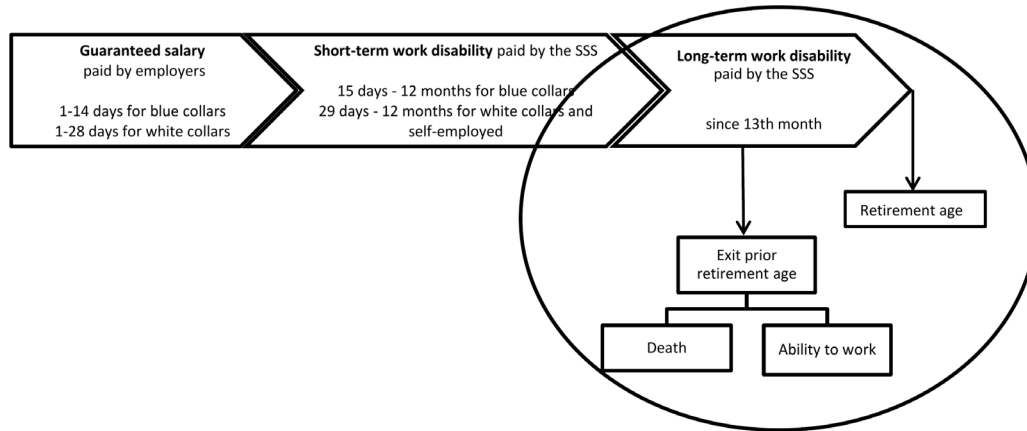 Guaranteed salary
paid by employers
1-14 days for blue collars
1-28 days for white collars
Short-term work disability paid by the SSS
15 days - 12 months for blue collars
29 days - 12 months for white collars and
self-employed
Long-term work disability
paid by the SSS
since 13th month
Retirement age
Exit prior
retirement age
Death
Ability to work